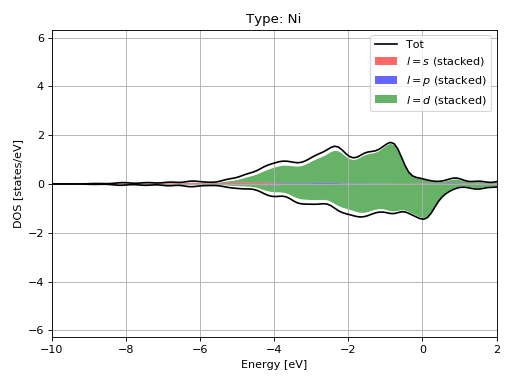 Type: Ni
Tot
l = s (stacked)
l = p (stacked)
l = d (stacked)
DOS [states/eV]
6
4
2
0
−2
−4
−6
−10
−8
−6
−4
−2
0
2
Energy [eV]